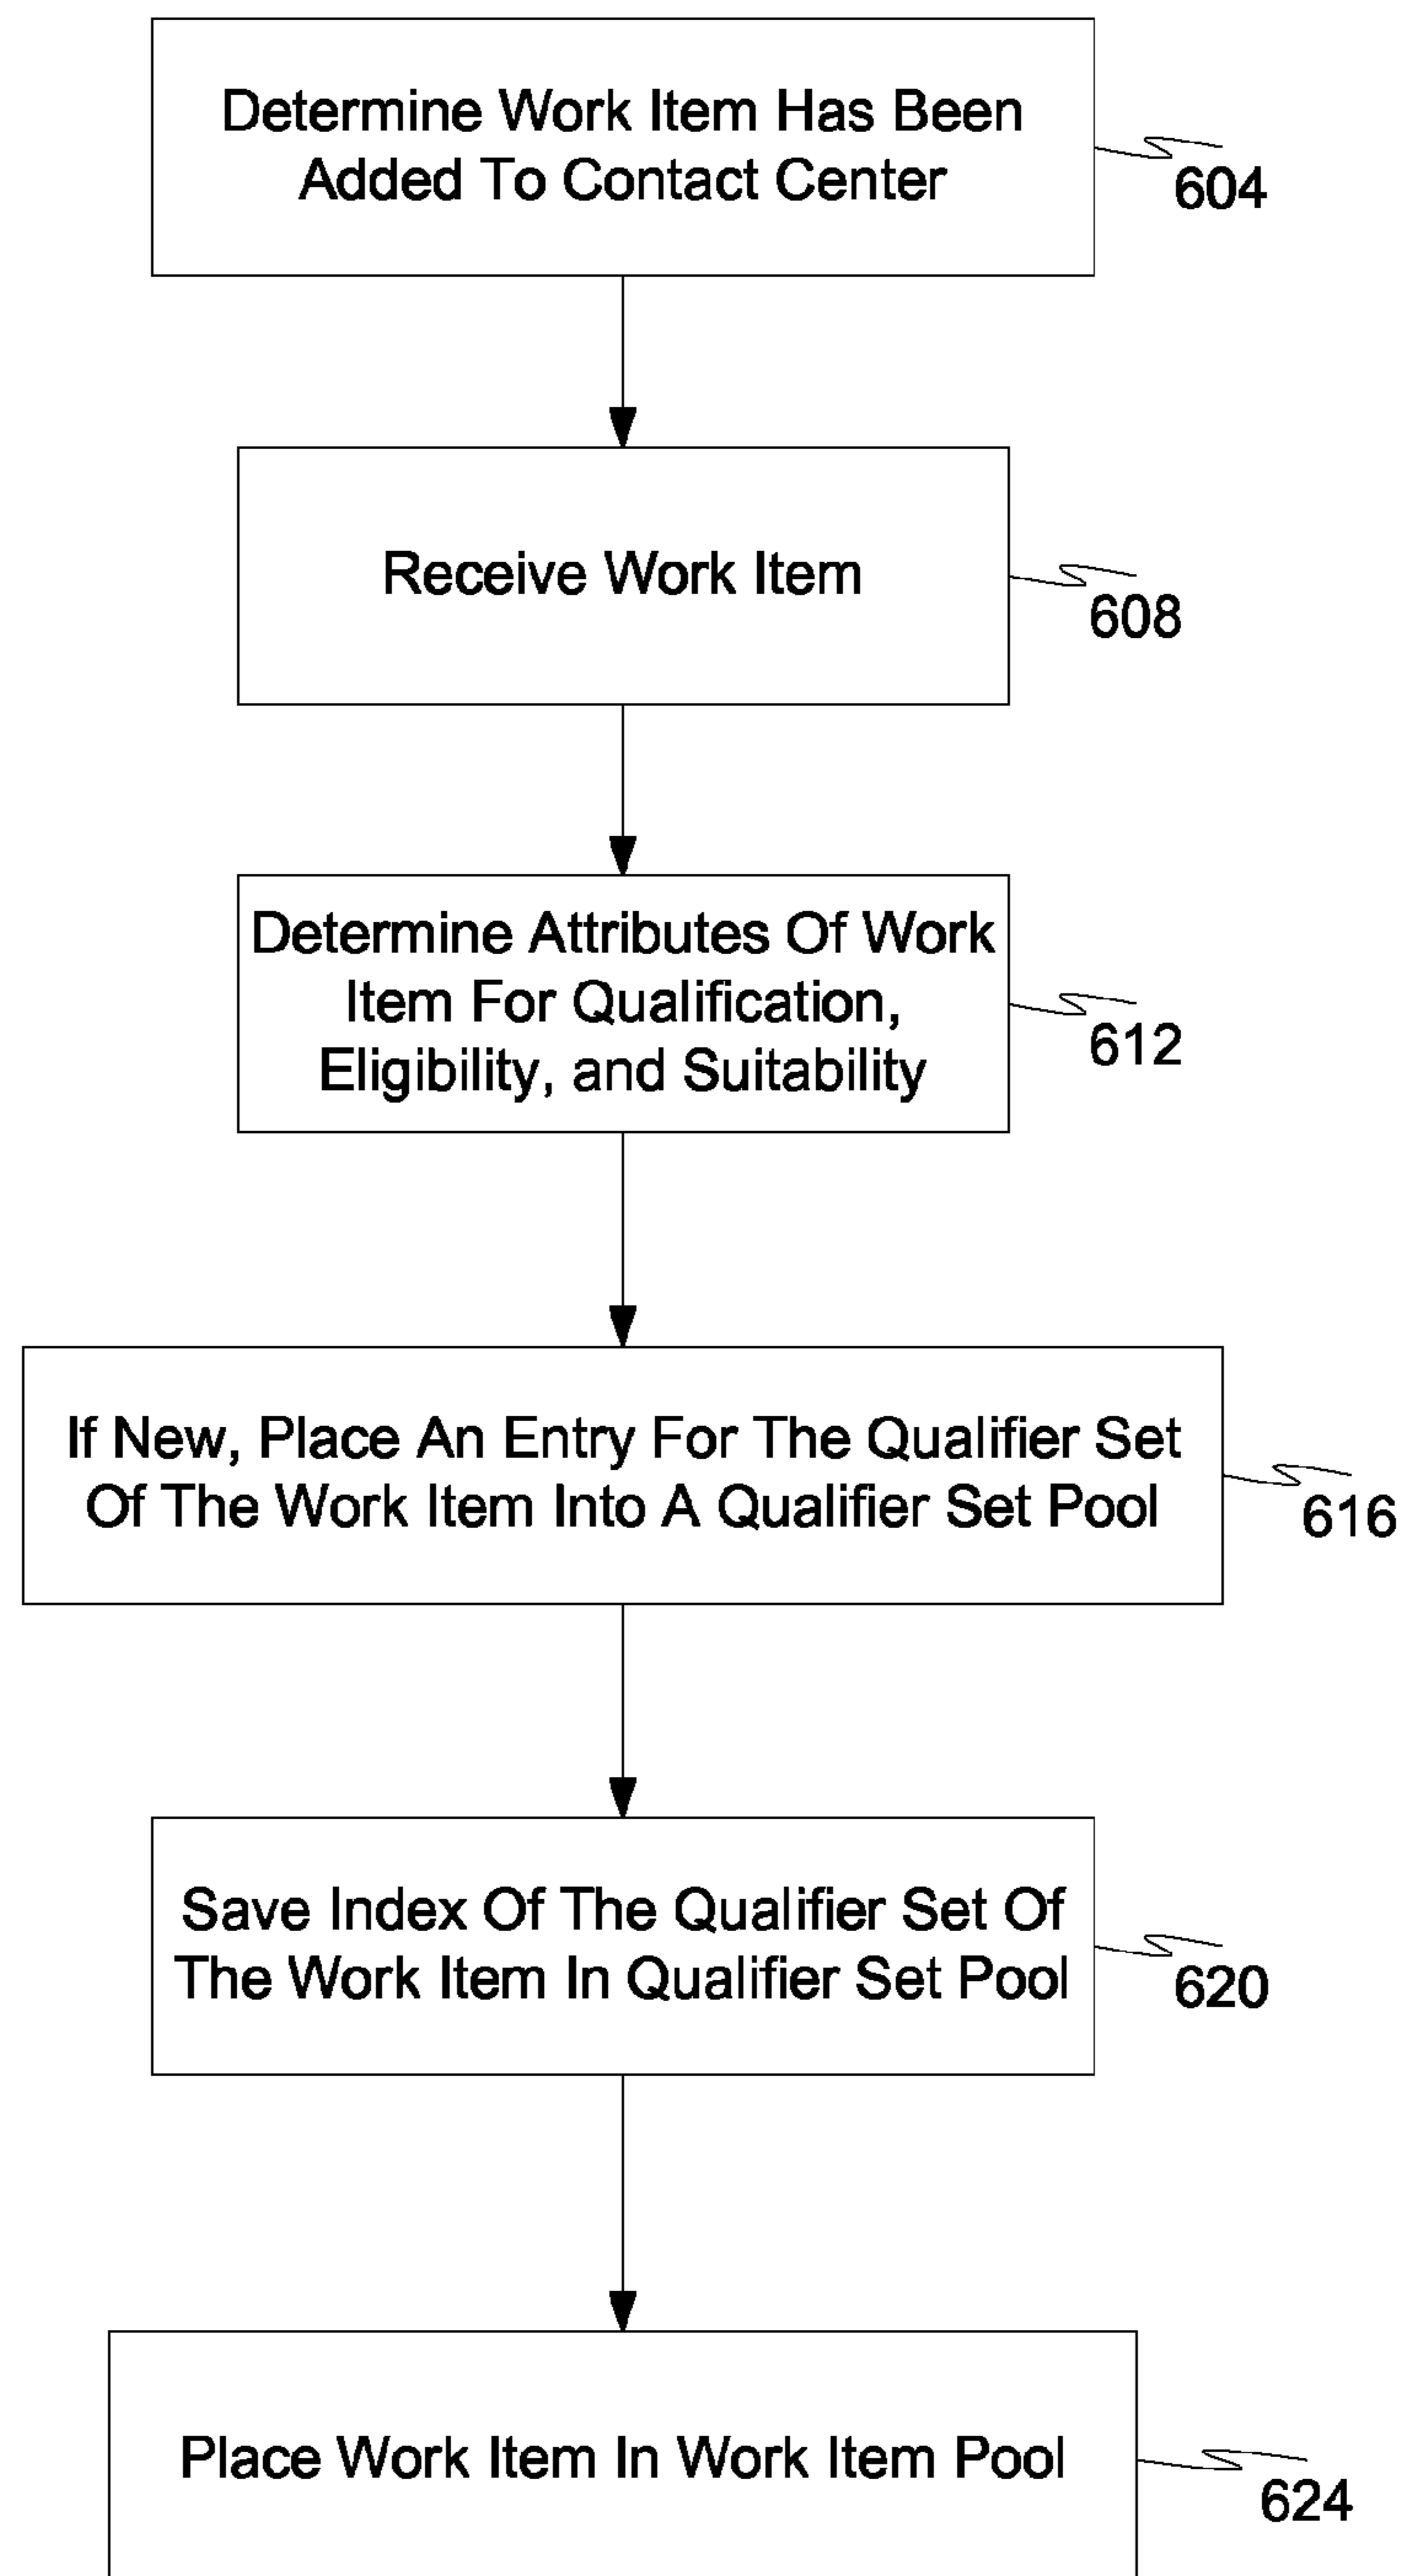 Determine Work Item Has Been
Added To Contact Center
604
Receive Work Item
608
Determine Attributes Of Work
Item For Qualification,
Eligibility, and Suitability
612
If New, Place An Entry For The Qualifier Set
Of The Work Item Into A Qualifier Set Pool
616
Save Index Of The Qualifier Set Of
The Work Item In Qualifier Set Pool
620
Place Work Item In Work Item Pool
624